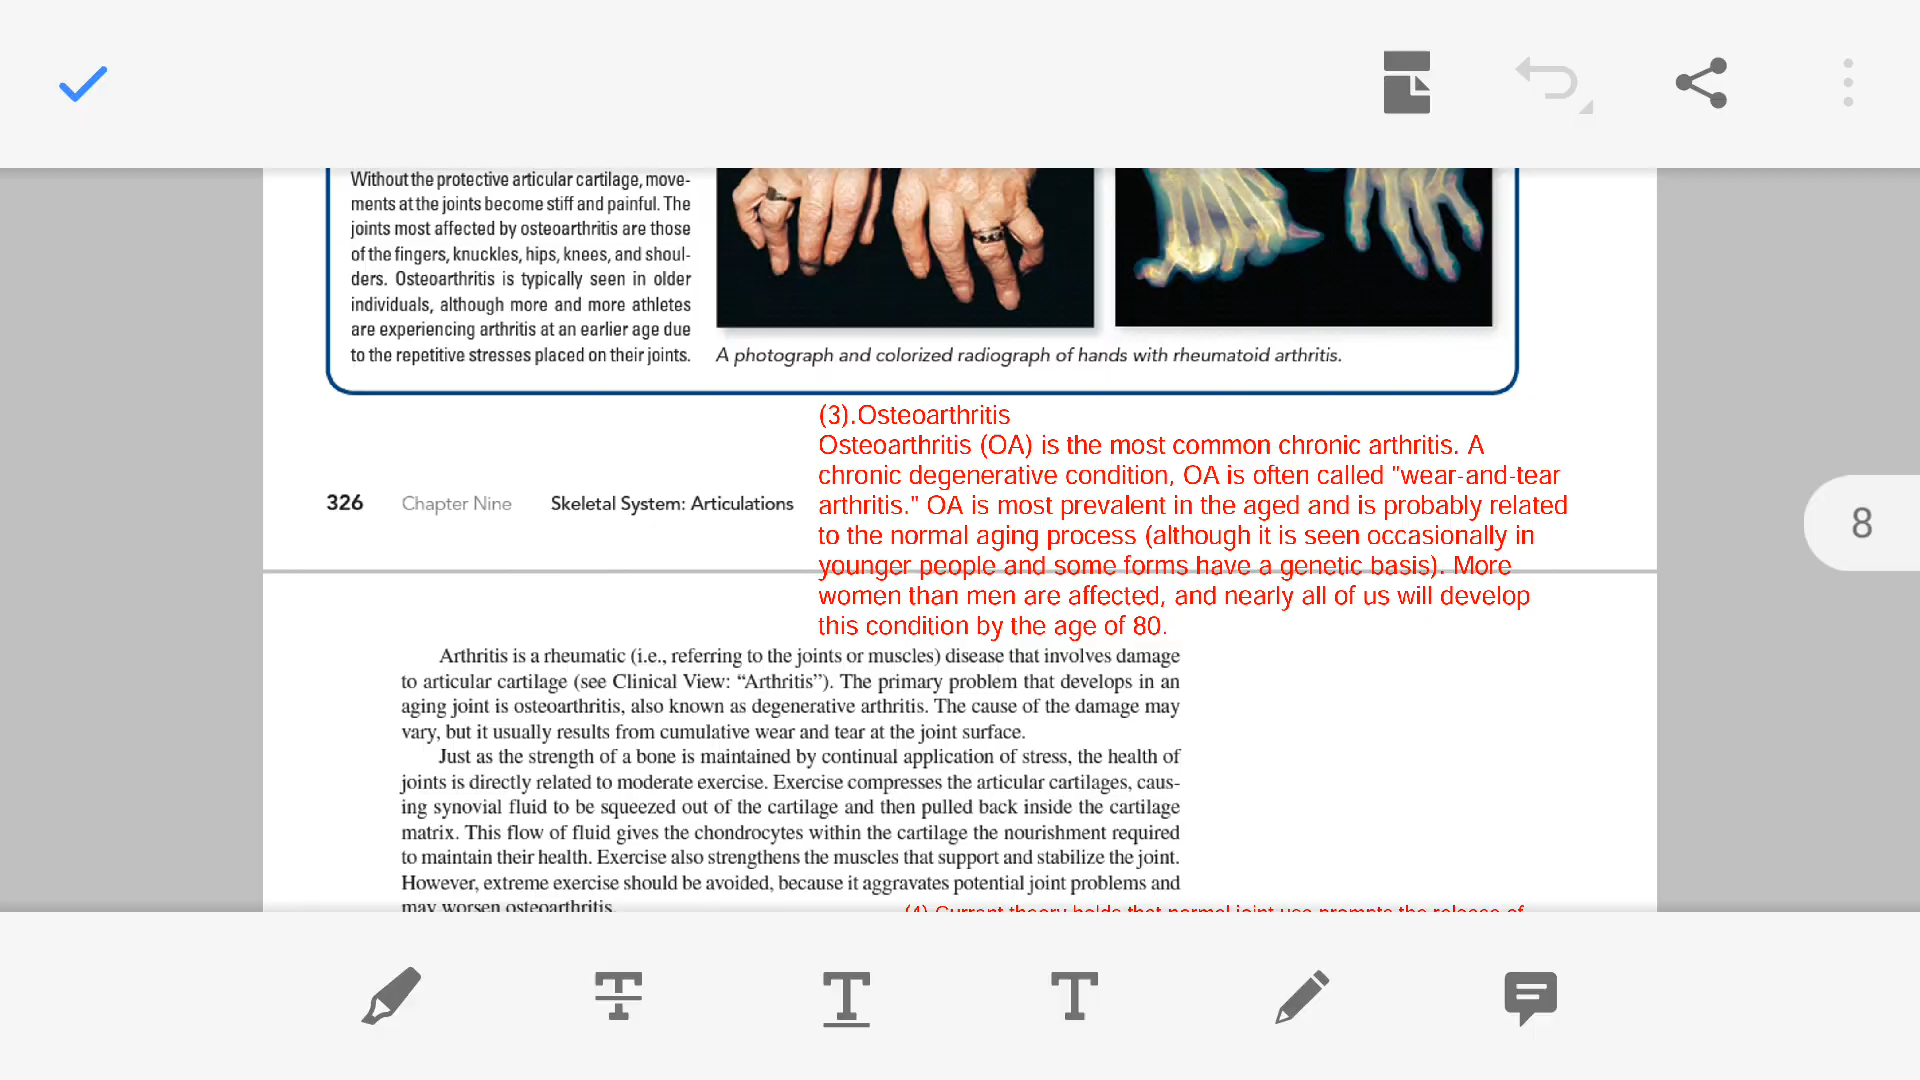 Without the protective articular cartilage, move-
ments at the joints become stiff and painful. The
joints most affected by osteoarthritis are those
of the fingers, knuckles, hips, knees, and shoul-
ders. Osteoarthritis is typically seen in older
individuals, although more and more athletes
are experiencing arthritis at an earlier age due
to the repetitive stresses placed on their joints.
A photograph and colorized radiograph of hands with rheumatoid arthritis.
(3).Osteoarthritis
Osteoarthritis (OA) is the most common chronic arthritis. A
chronic degenerative condition, OA is often called "wear-and-tear
arthritis." OA is most prevalent in the aged and is probably related
to the normal aging process (although it is seen occasionally in
younger people and some forms have a genetic basis). More
women than men are affected, and nearly all of us will develop
this condition by the age of 80.
326 Chapter Nine Skeletal System: Articulations
8
Arthritis is a rheumatic (i.e., referring to the joints or muscles) disease that involves damage
to articular cartilage (see Clinical View: “Arthritis”). The primary problem that develops in an
aging joint is osteoarthritis, also known as degenerative arthritis. The cause of the damage may
vary, but it usually results from cumulative wear and tear at the joint surface.
Just as the strength of a bone is maintained by continual application of stress, the health of
joints is directly related to moderate exercise. Exercise compresses the articular cartilages, caus-
ing synovial fluid to be squeezed out of the cartilage and then pulled back inside the cartilage
matrix. This flow of fluid gives the chondrocytes within the cartilage the nourishment required
to maintain their health. Exercise also strengthens the muscles that support and stabilize the joint.
However, extreme exercise should be avoided, because it aggravates potential joint problems and
may worsen osteoarthritis.
(4).Current theory holds that normal joint use prompts the release of